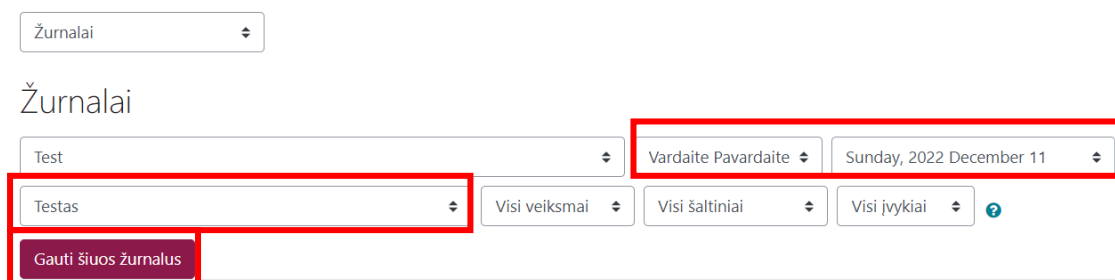 Žurnalai
Žurnalai
Test Vardaite Pavardaite Sunday, 2022 December 11
Testas Visi veiksmai Visi šaltiniai Visi įvykiai ?
Gauti šiuos žurnalus